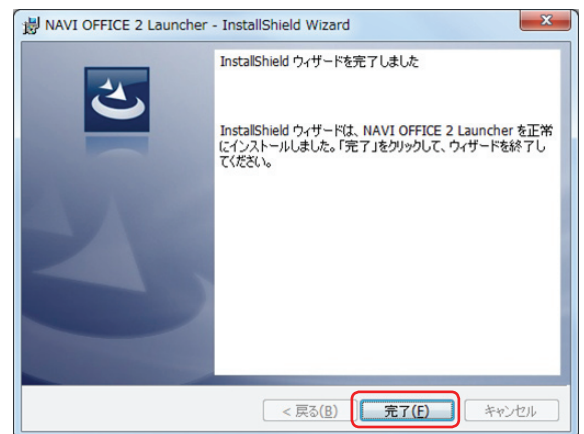 NAVI OFFICE 2 Launcher - InstallShield Wizard
InstallShield ウィザードを完了しました
InstallShield ウィザードは、NAVI OFFICE 2 Launcher を正常
にインストールしました。「完了」をクリックして、ウィザードを終了し
てください。
< 戻る(B) 完了(F) キャンセル